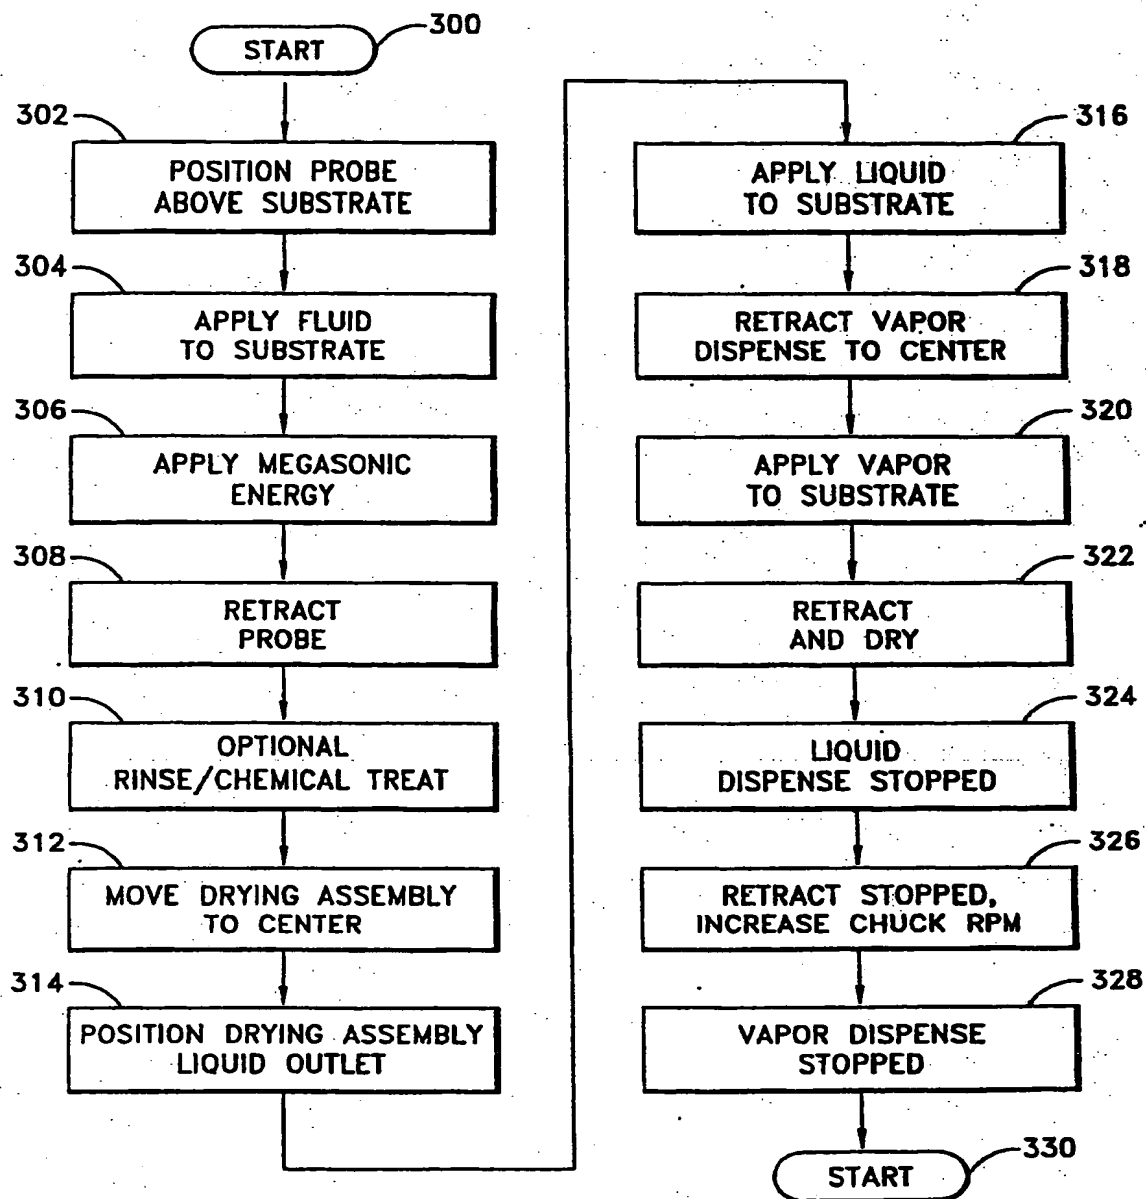 START
300
302
POSITION PROBE
ABOVE SUBSTRATE
304
APPLY FLUID
TO SUBSTRATE
306
APPLY MEGASONIC
ENERGY
308
RETRACT
PROBE
310
OPTIONAL
RINSE/CHEMICAL TREAT
312
MOVE DRYING ASSEMBLY
TO CENTER
314
POSITION DRYING ASSEMBLY
LIQUID OUTLET
316
APPLY LIQUID
TO SUBSTRATE
318
RETRACT VAPOR
DISPENSE TO CENTER
320
APPLY VAPOR
TO SUBSTRATE
322
RETRACT
AND DRY
324
LIQUID
DISPENSE STOPPED
326
RETRACT STOPPED,
INCREASE CHUCK RPM
328
VAPOR DISPENSE
STOPPED
330
START